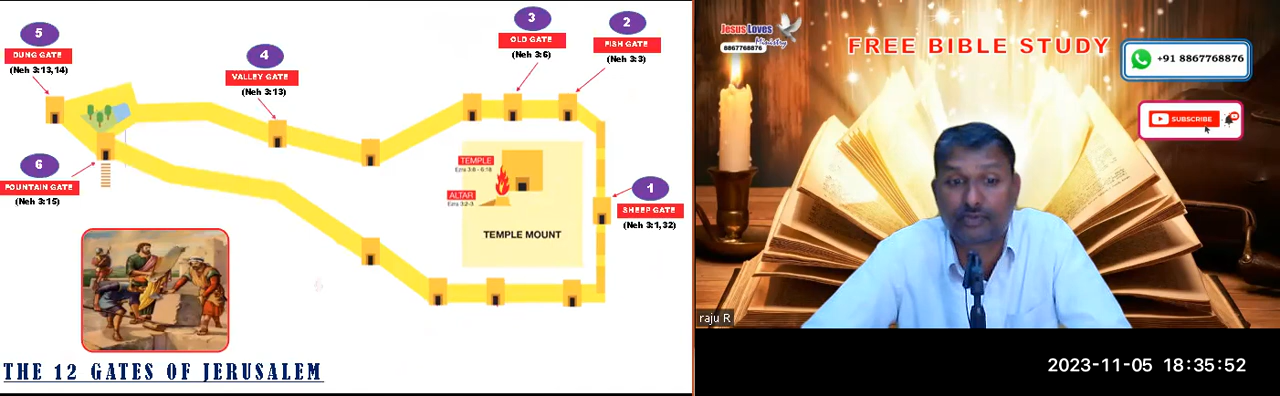 5
DUNG GATE
(Neh 3:13,14)
4
VALLEY GATE
(Neh 3:13)
3
OLD GATE
(Neh 3:6)
2
FISH GATE
(Neh 3:3)
6
FOUNTAIN GATE
(Neh 3:15)
TEMPLE
Ezra 3:8 - 6:18
ALTAR
Ezra 3:2-3
TEMPLE MOUNT
1
SHEEP GATE
(Neh 3:1,32)
THE 12 GATES OF JERUSALEM
Jesus Loves
Ministry
8867768876
FREE BIBLE STUDY
+91 8867768876
SUBSCRIBE
raju R
2023-11-05 18:35:52